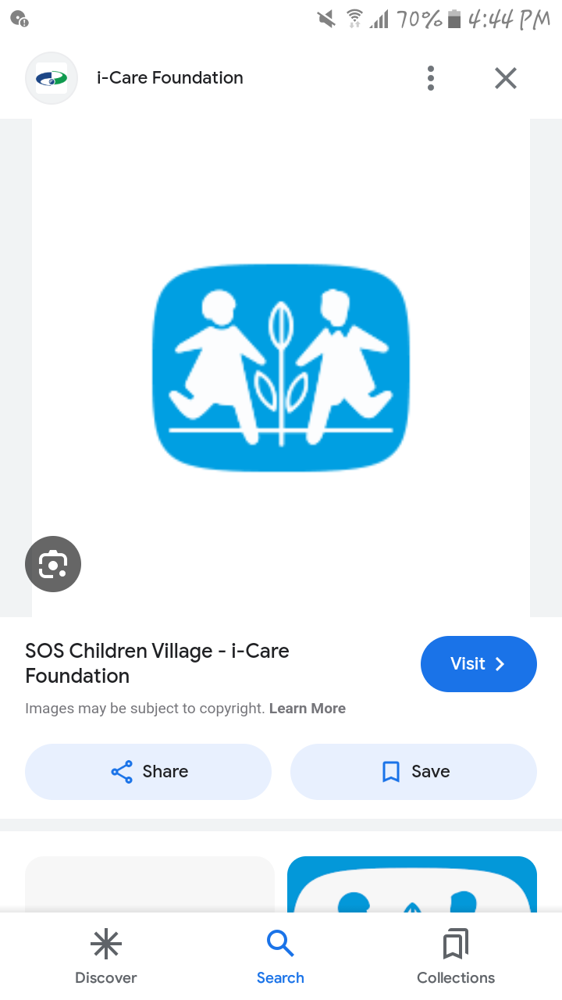 70% 4:44 PM
i-Care Foundation
SOS Children Village - i-Care
Foundation
Visit
Images may be subject to copyright. Learn More
Share
Save
Discover
Search
Collections